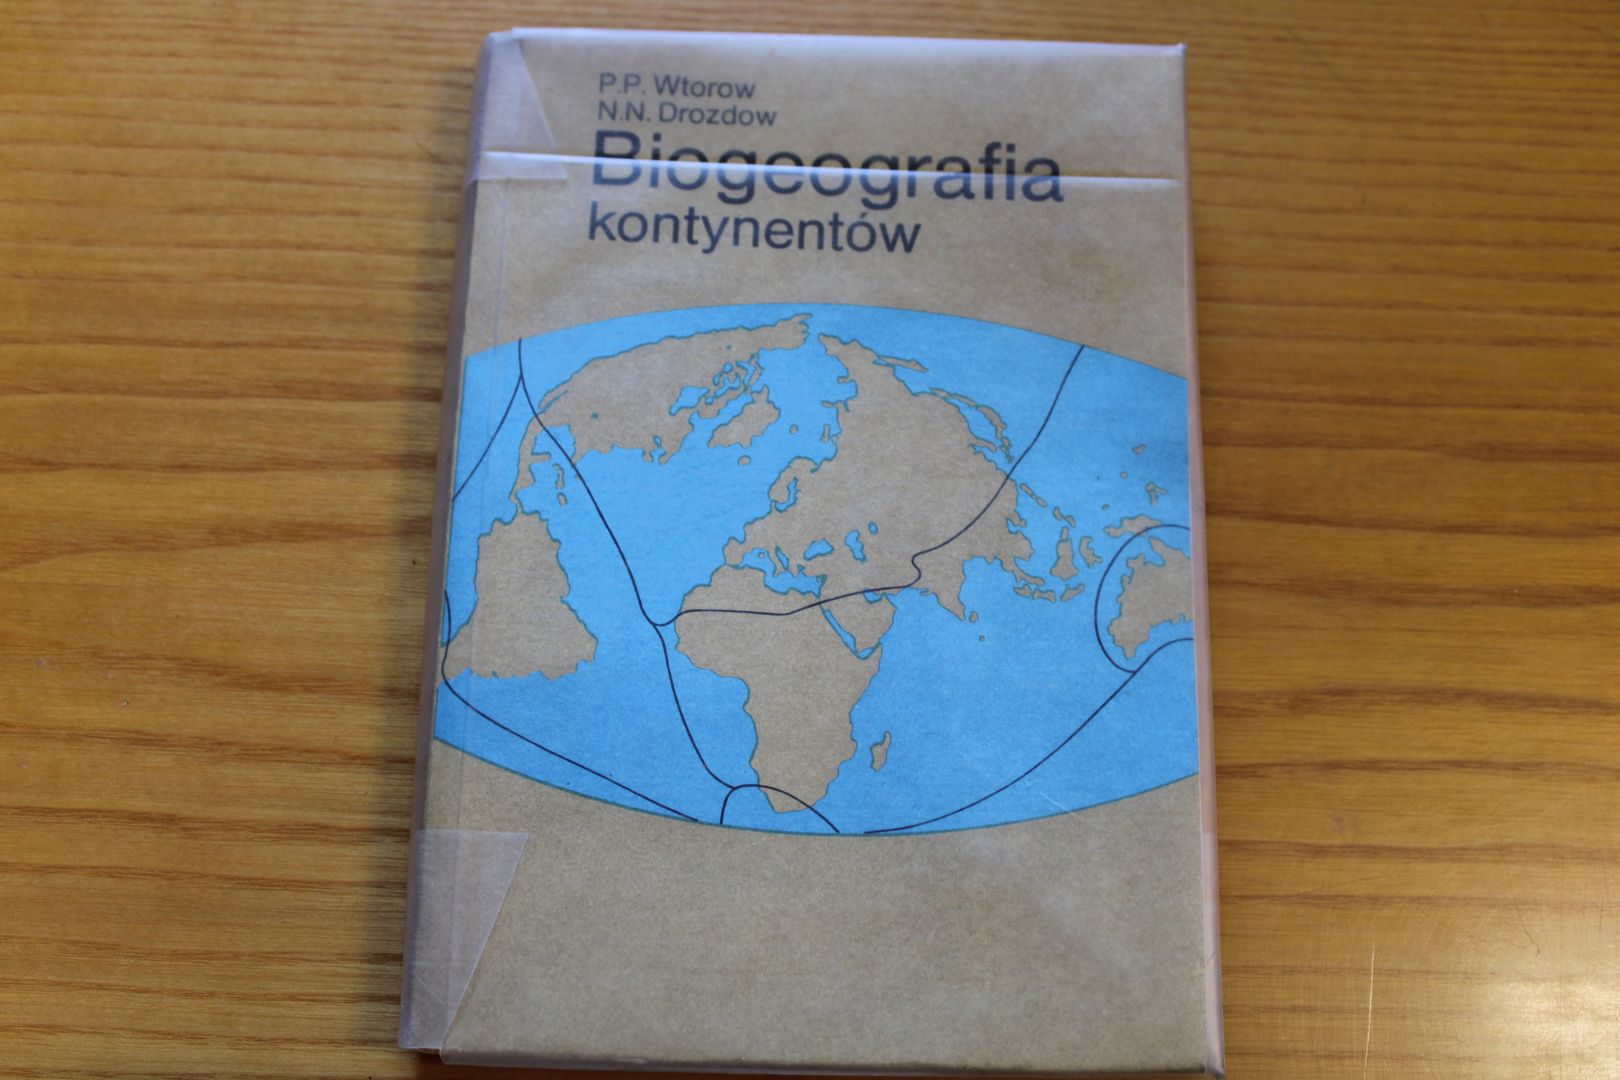 P.P. Wtorow
N.N. Drozdow
Biogeografia
kontynentów